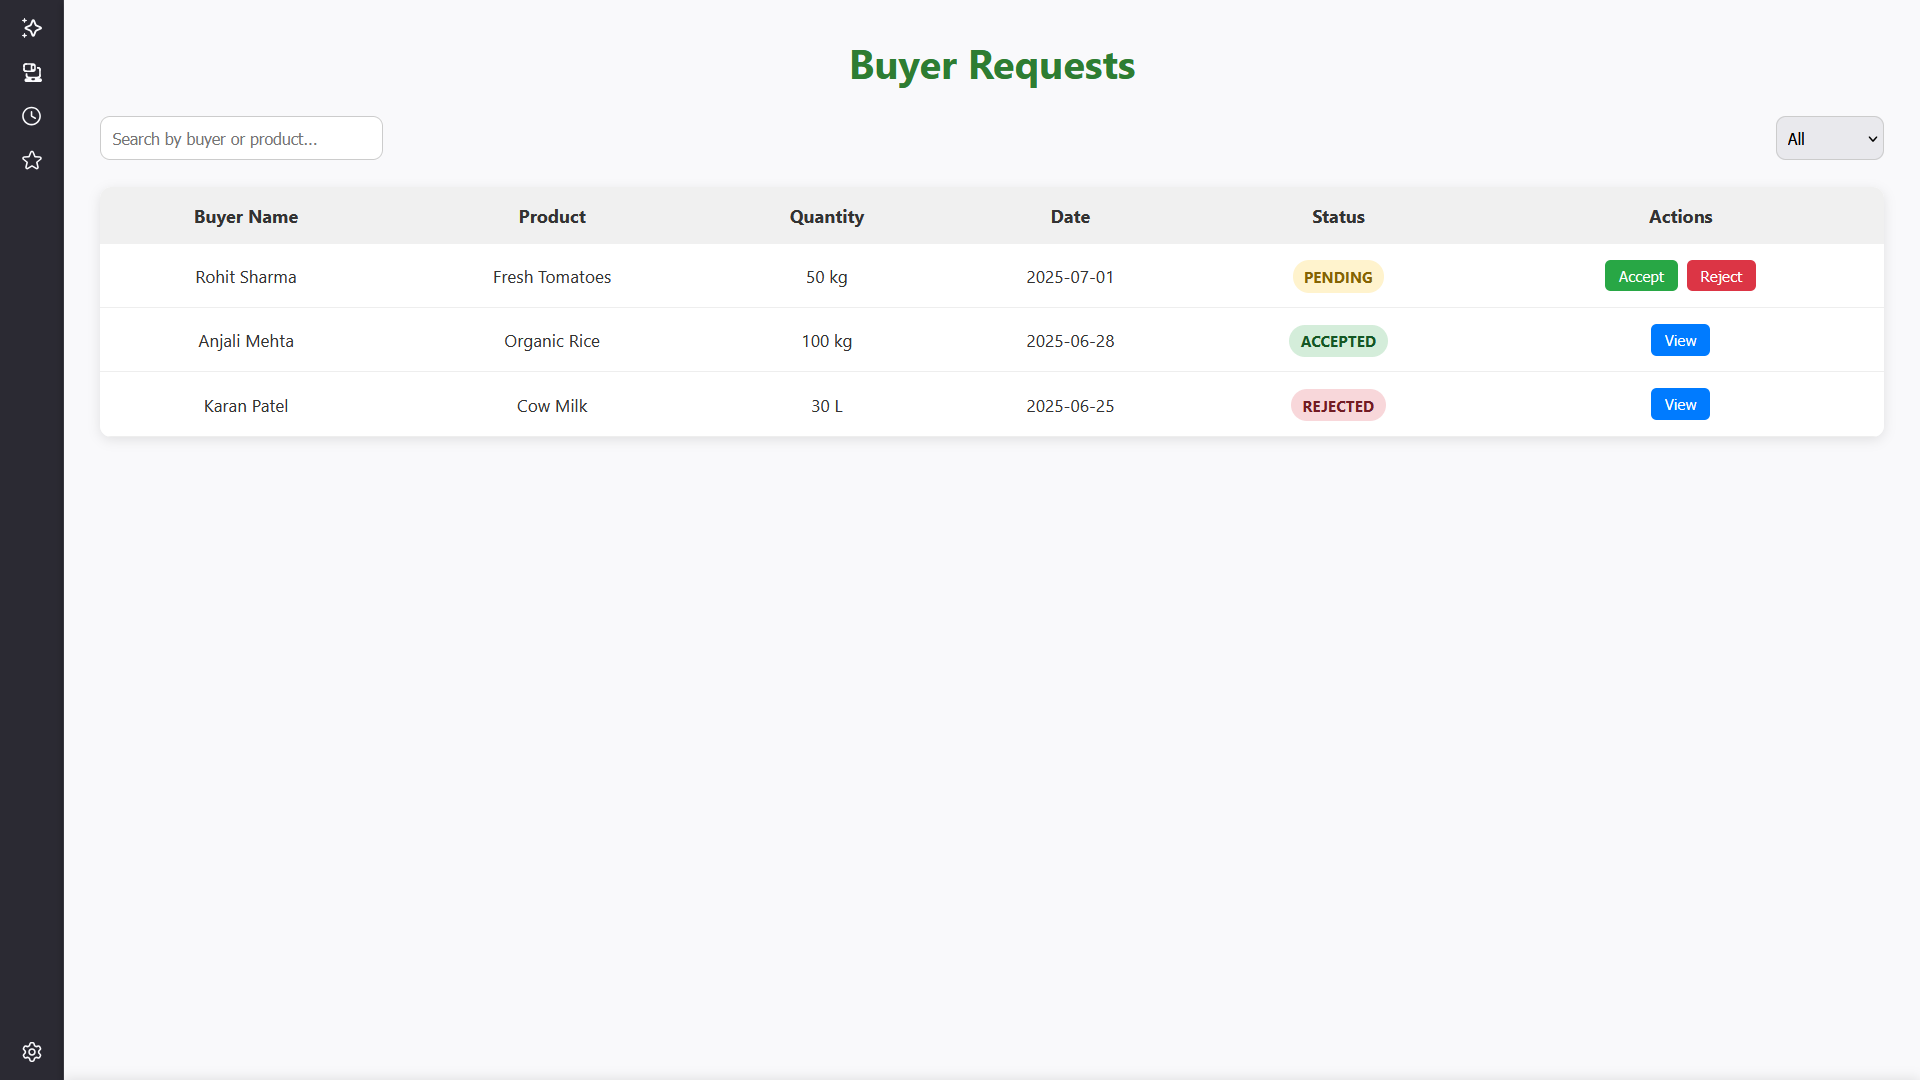 Buyer Requests
Search by buyer or product...
All
Buyer Name Product Quantity Date Status Actions
Rohit Sharma Fresh Tomatoes 50 kg 2025-07-01 PENDING Accept Reject
Anjali Mehta Organic Rice 100 kg 2025-06-28 ACCEPTED View
Karan Patel Cow Milk 30 L 2025-06-25 REJECTED View